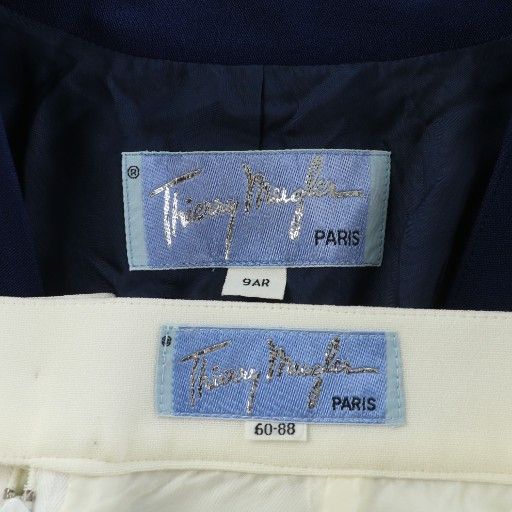 ®
Thierry Mugler
PARIS
9AR
®
Thierry Mugler
PARIS
60-88